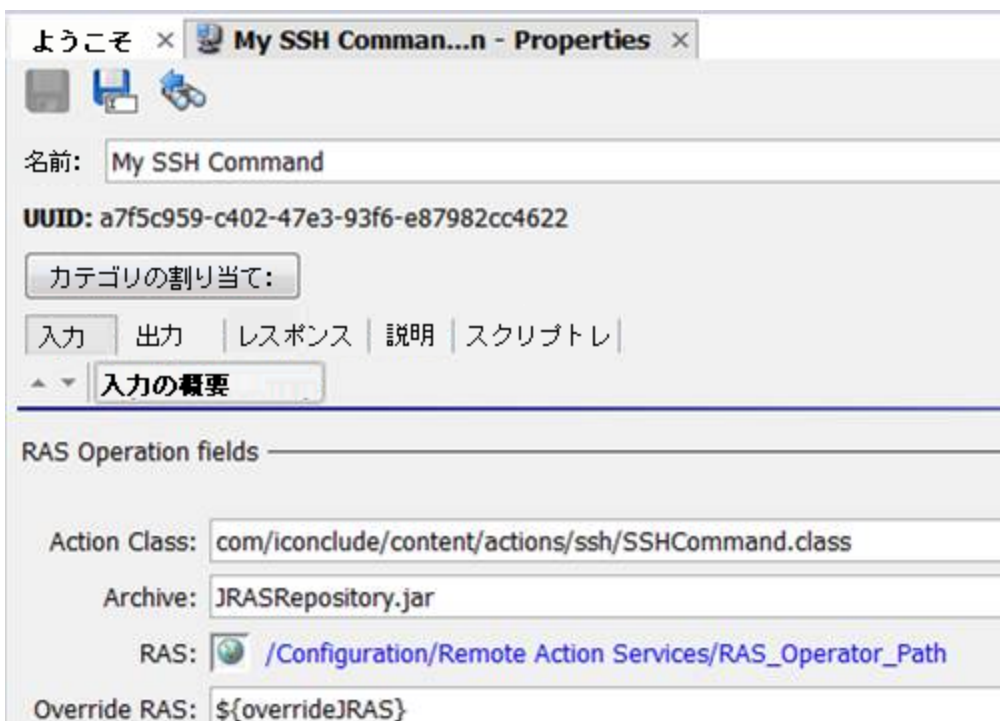 ようこそ × My SSH Comman...n - Properties ×
名前: My SSH Command
UUID: a7f5c959-c402-47e3-93f6-e87982cc4622
カテゴリの割り当て:
入力 出力 レスポンス 説明 スクリプトレ
入力の概要
RAS Operation fields
Action Class: com/iconclude/content/actions/ssh/SSHCommand.class
Archive: JRASRepository.jar
RAS: /Configuration/Remote Action Services/RAS_Operator_Path
Override RAS: ${overrideJRAS}